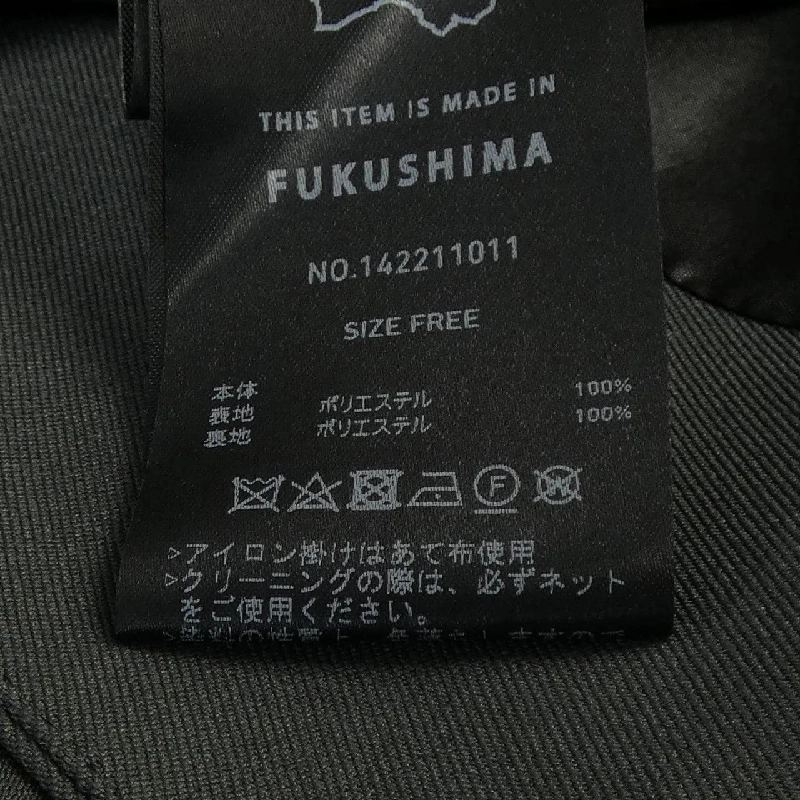 THIS ITEM IS MADE IN
FUKUSHIMA
NO.142211011
SIZE FREE
本体
表地 ポリエステル 100%
裏地 ポリエステル 100%
F W
▷アイロン掛けはあて布使用
▷クリーニングの際は、必ずネット
をご使用ください。